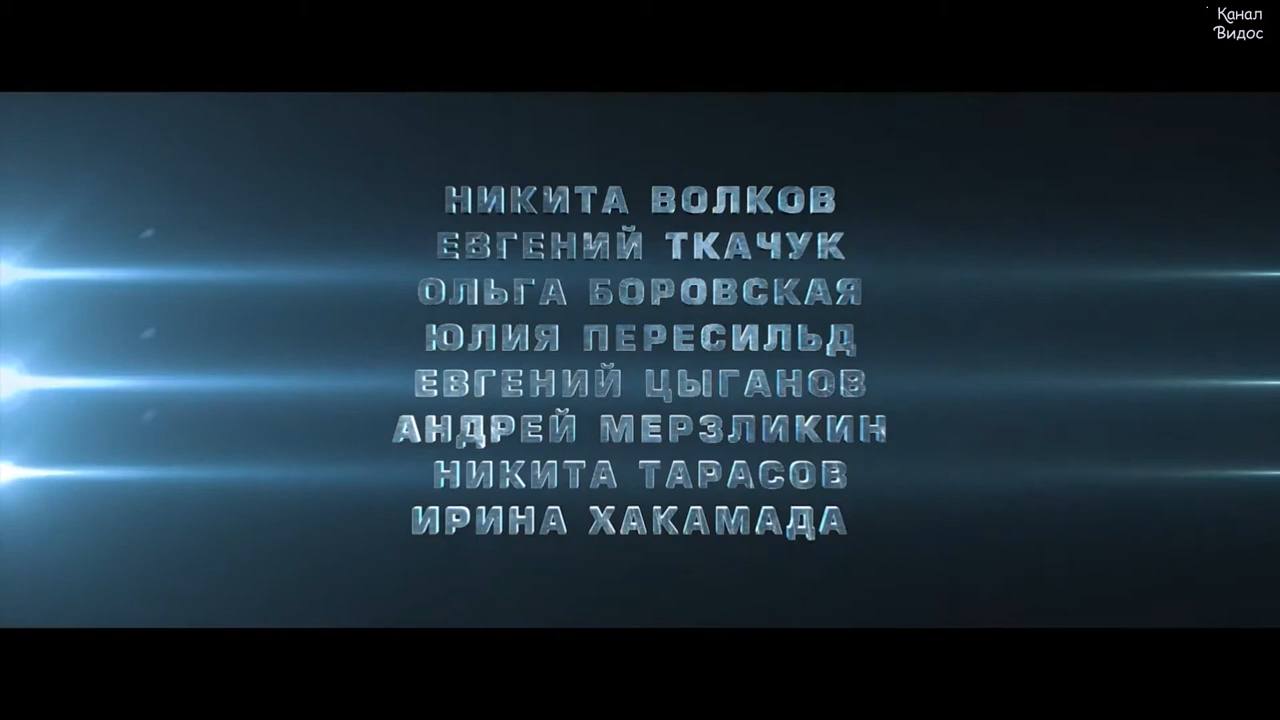 Канал
Видос
НИКИТА ВОЛКОВ
ЕВГЕНИЙ ТКАЧУК
ОЛЬГА БОРОВСКАЯ
ЮЛИЯ ПЕРЕСИЛЬД
ЕВГЕНИЙ ЦЫГАНОВ
АНДРЕЙ МЕРЗЛИКИН
НИКИТА ТАРАСОВ
ИРИНА ХАКАМАДА